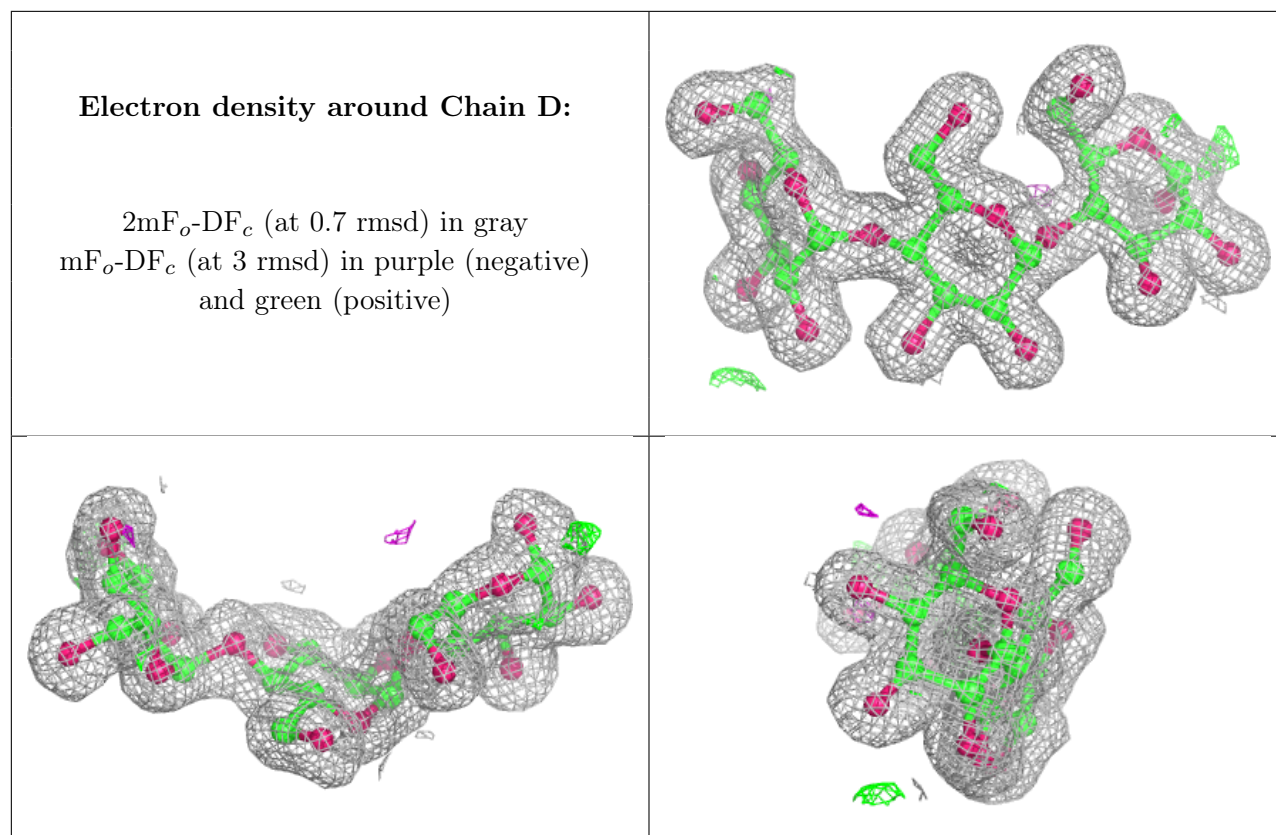 Electron density around Chain D:
2mFo-DFc (at 0.7 rmsd) in gray
mFo-DFc (at 3 rmsd) in purple (negative)
and green (positive)